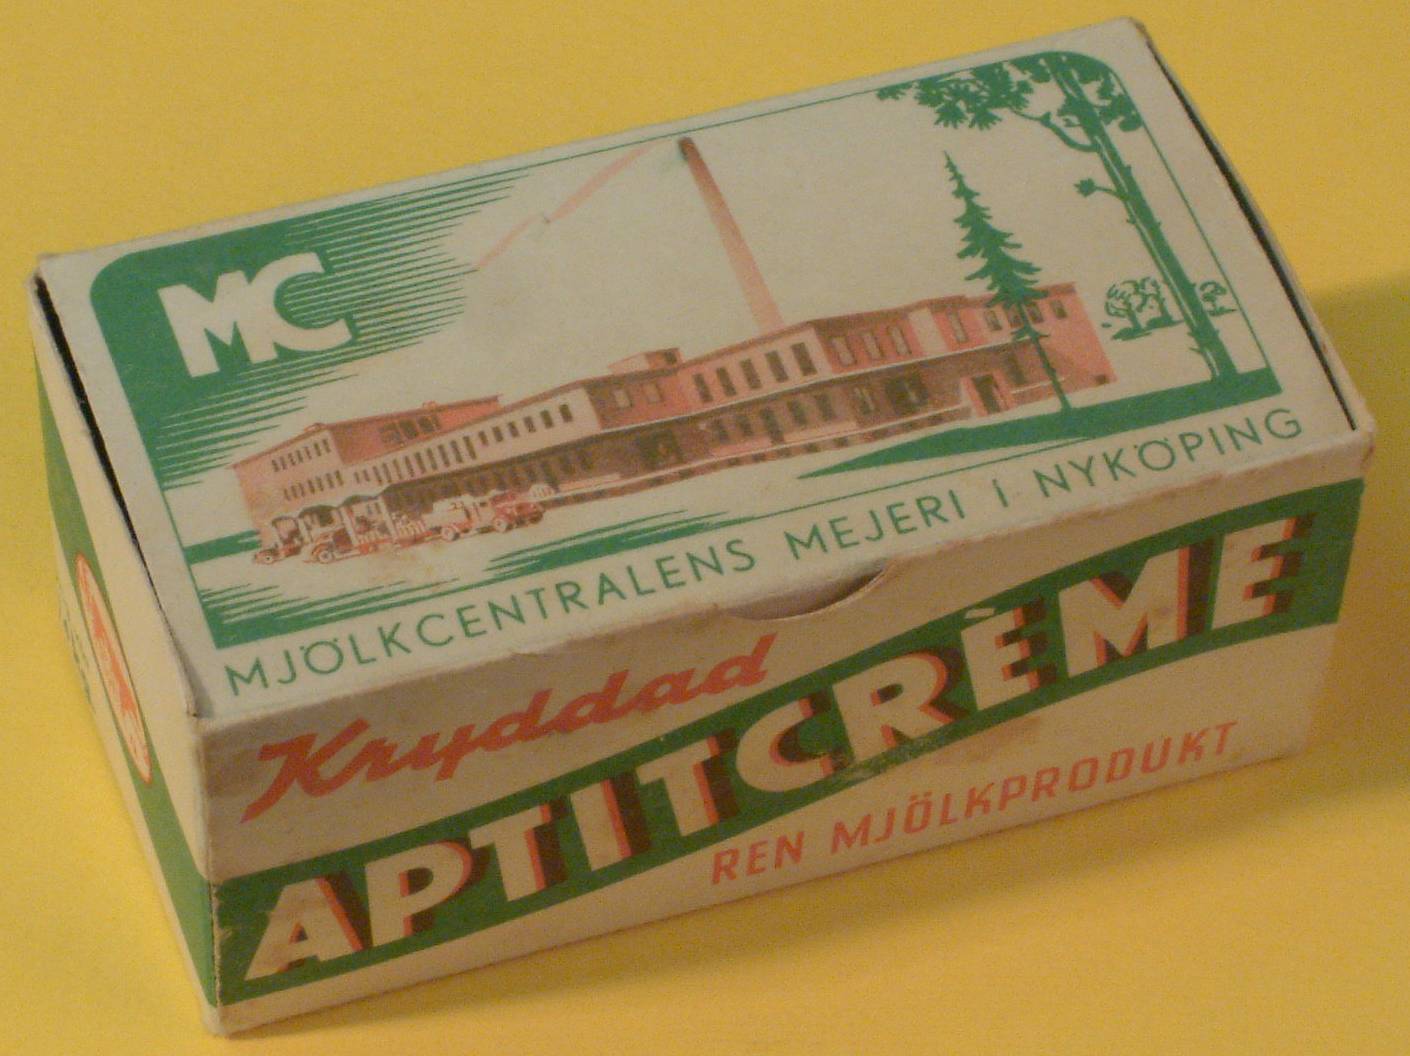 MC
MJÖLKCENTRALENS MEJERI I NYKÖPING
Kryddad
APTITCRÈME
REN MJÖLKPRODUKT